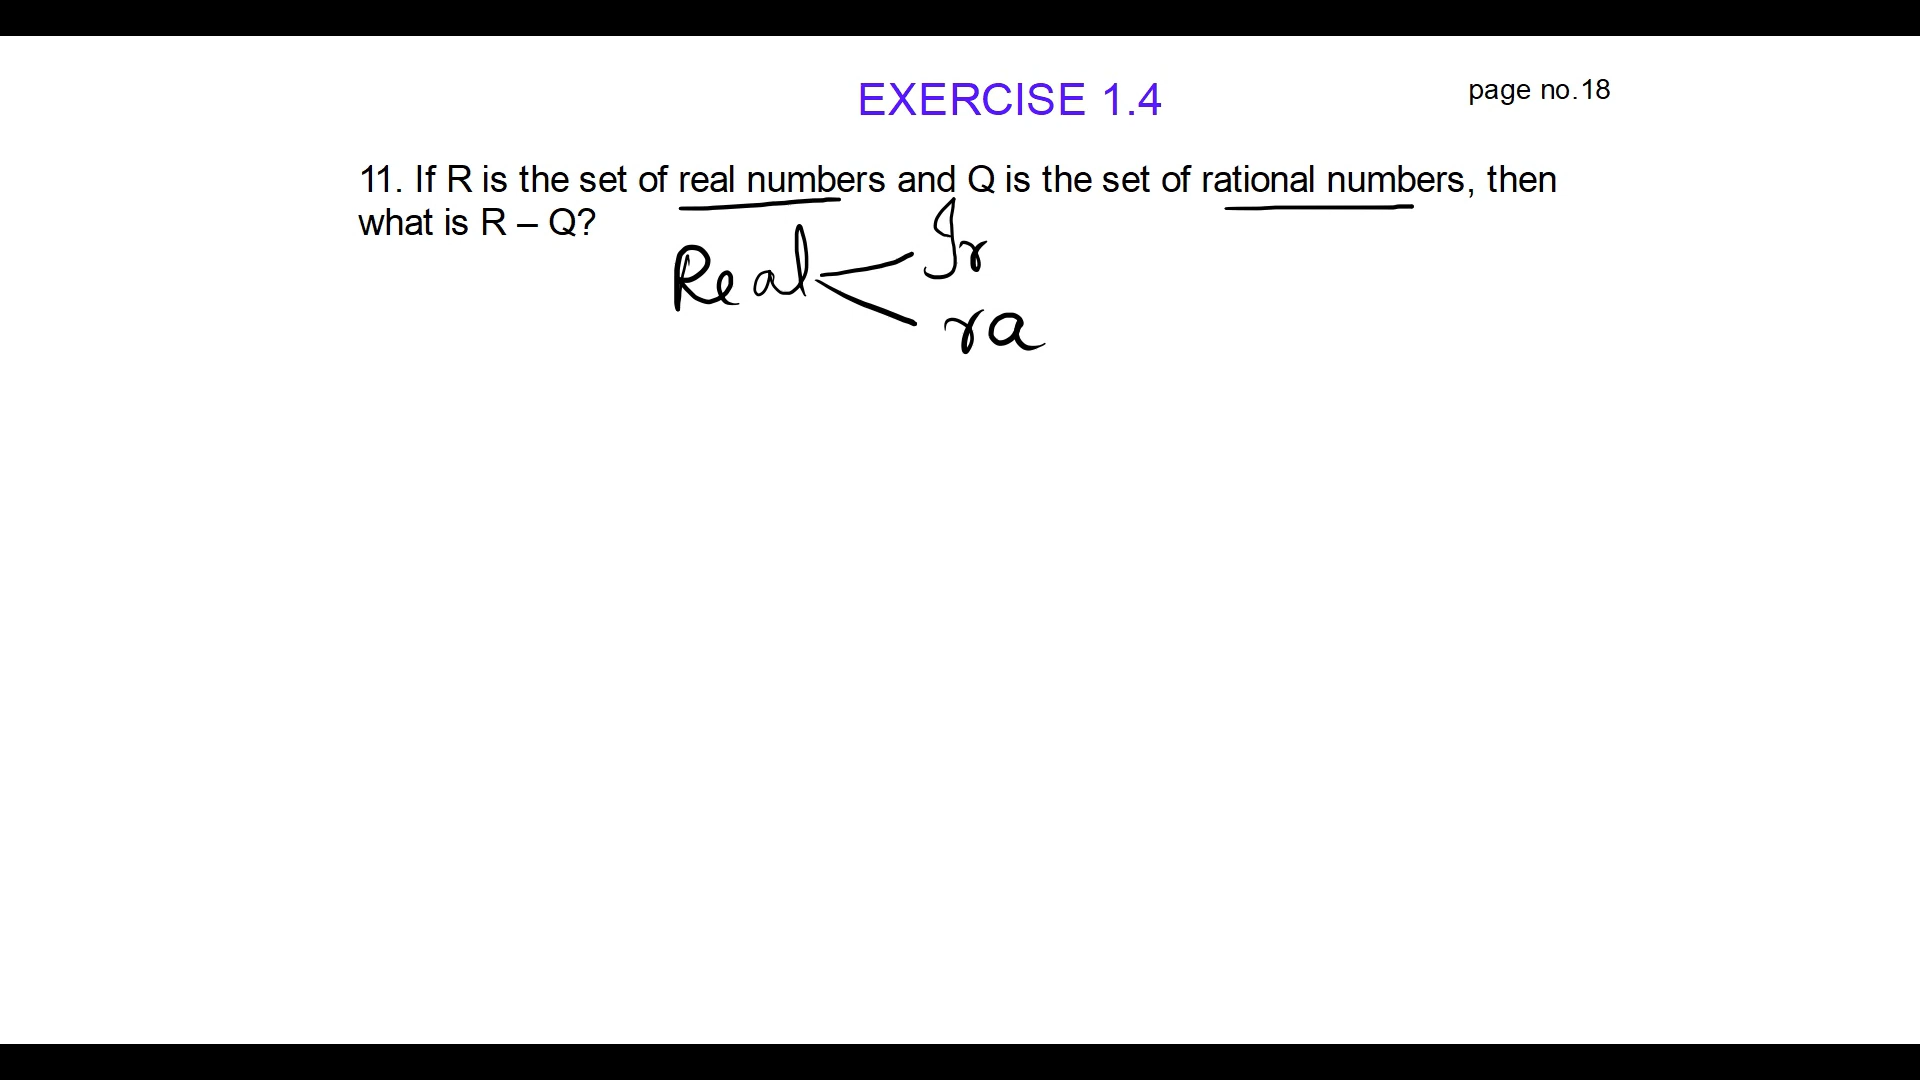 EXERCISE 1.4
page no.18
11. If R is the set of real numbers and Q is the set of rational numbers, then
what is R – Q?
Real
Ir
ra